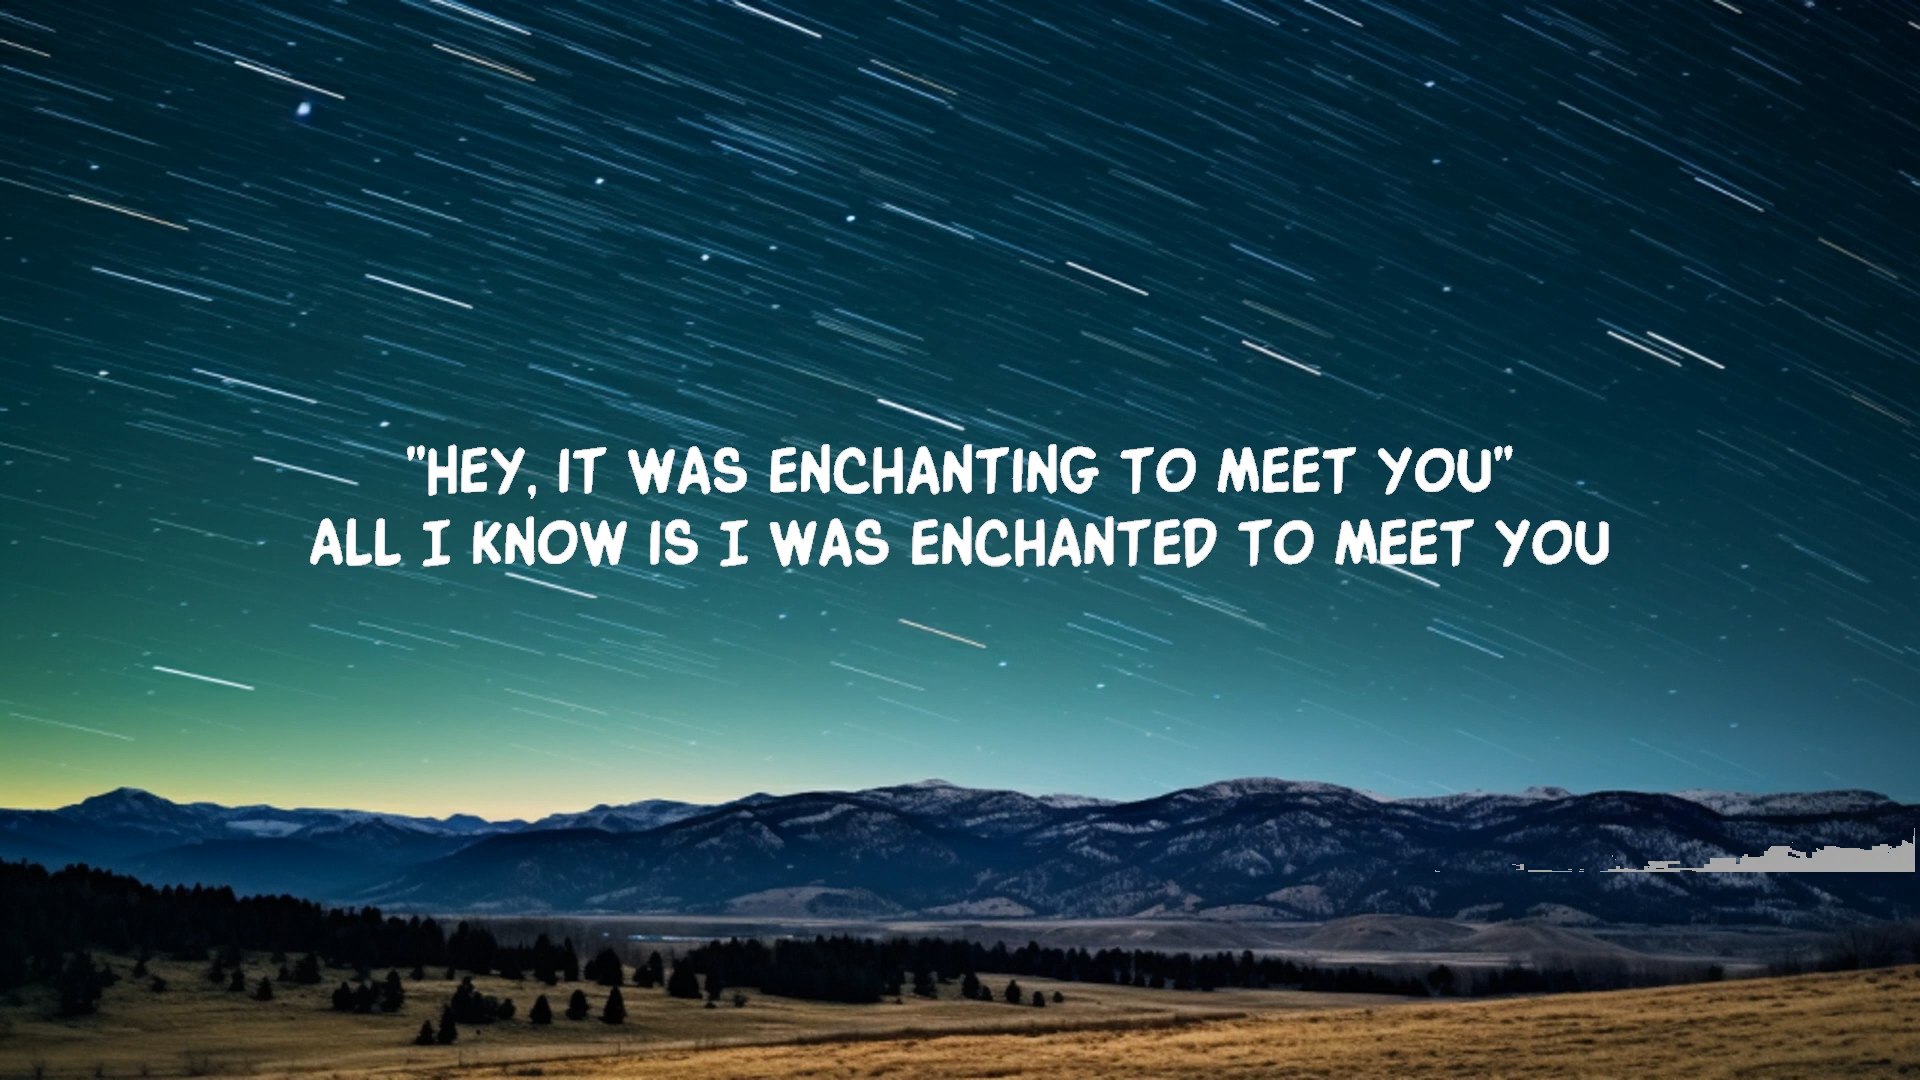 "HEY, IT WAS ENCHANTING TO MEET YOU"
ALL I KNOW IS I WAS ENCHANTED TO MEET YOU